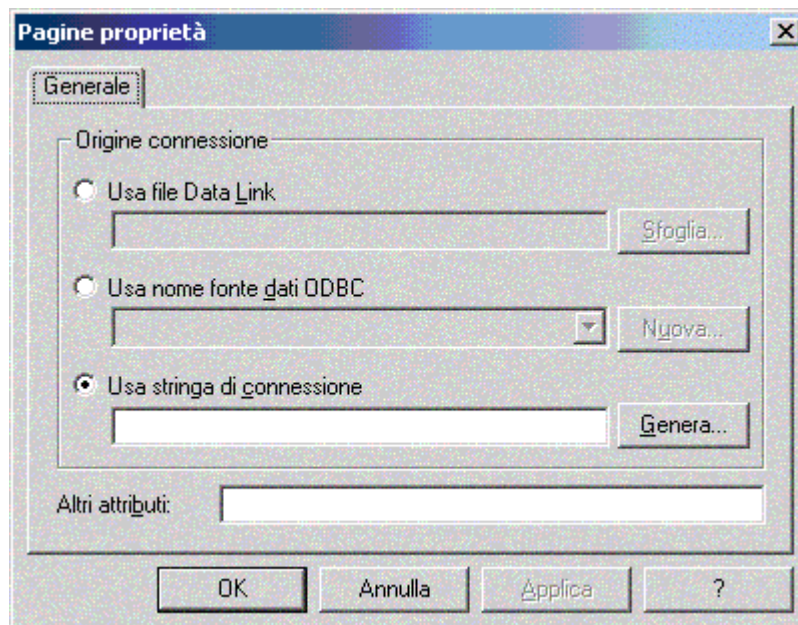 Pagine proprietà
Generale
Origine connessione
Usa file Data Link
Sfoglia...
Usa nome fonte dati ODBC
Nuova...
Usa stringa di connessione
Genera...
Altri attributi:
OK Annulla Applica ?